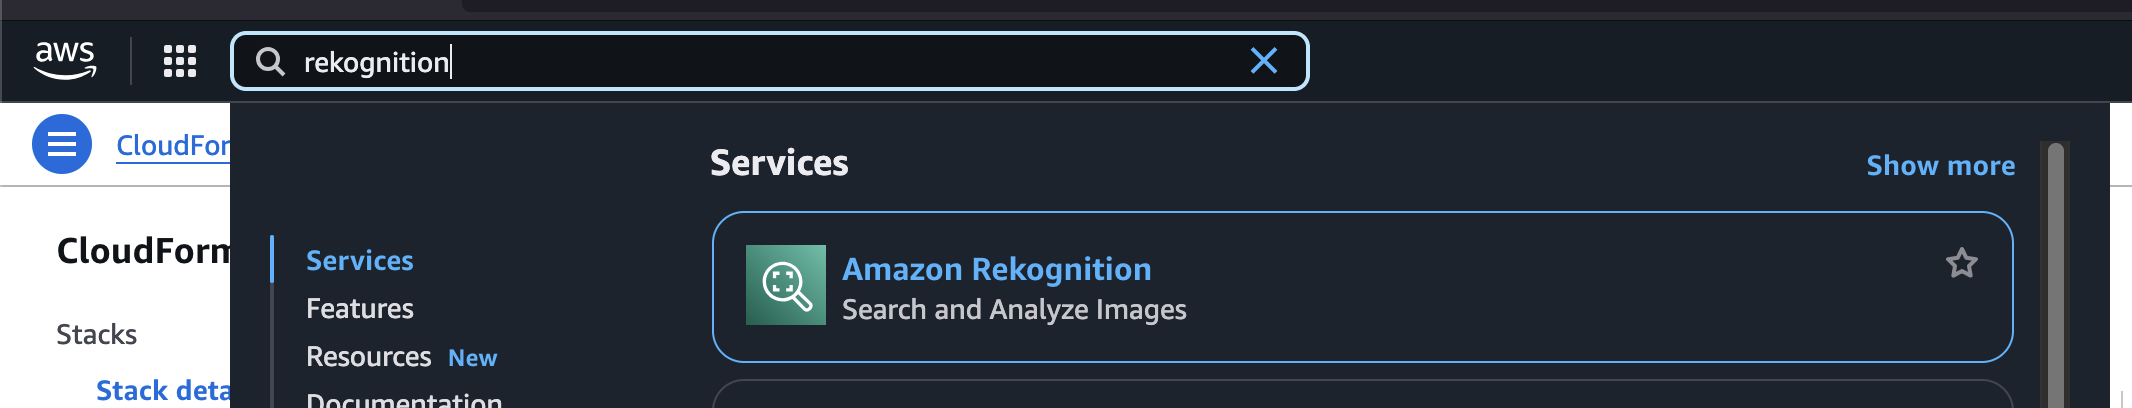 aws
rekognition
CloudFor
Services
Show more
CloudForm
Services
Amazon Rekognition
Search and Analyze Images
Features
Stacks
Resources New
Stack deta
Documentation